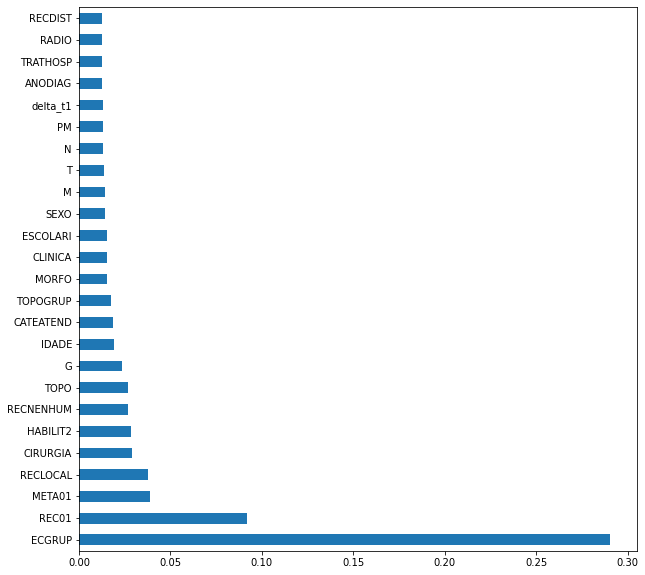 RECDIST
RADIO
TRATHOSP
ANODIAG
delta_t1
PM
N
T
M
SEXO
ESCOLARI
CLINICA
MORFO
TOPOGRUP
CATEATEND
IDADE
G
TOPO
RECNENHUM
HABILIT2
CIRURGIA
RECLOCAL
META01
REC01
ECGRUP
0.00 0.05 0.10 0.15 0.20 0.25 0.30